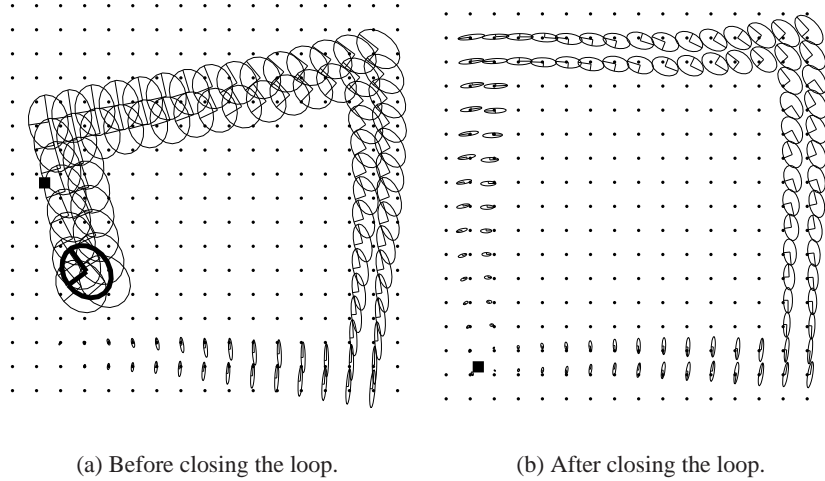 (a) Before closing the loop.
(b) After closing the loop.